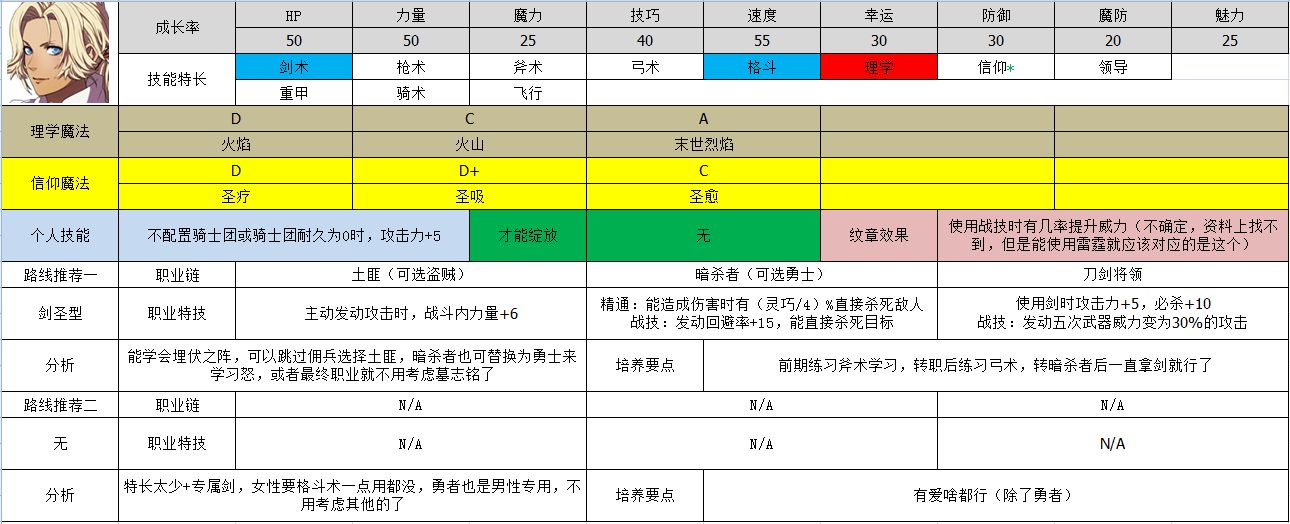 成长率 HP 力量 魔力 技巧 速度 幸运 防御 魔防 魅力
50 50 25 40 55 30 30 20 25
技能特长 剑术 枪术 斧术 弓术 格斗 理学 信仰* 领导
重甲 骑术 飞行
理学魔法 D C A
火焰 火山 末世烈焰
信仰魔法 D D+ C
圣疗 圣吸 圣愈
个人技能 不配置骑士团或骑士团耐久为0时，攻击力+5 才能绽放 无 纹章效果 使用战技时有几率提升威力（不确定，资料上找不
到，但是能使用雷霆就应该对应的是这个）
路线推荐一 职业链 土匪（可选盗贼） 暗杀者（可选勇士） 刀剑将领
剑圣型 职业特技 主动发动攻击时，战斗内力量+6 精通：能造成伤害时有（灵巧/4）%直接杀死敌人
战技：发动回避率+15，能直接杀死目标
使用剑时攻击力+5，必杀+10
战技：发动五次武器威力变为30%的攻击
分析 能学会埋伏之阵，可以跳过佣兵选择土匪，暗杀者也可替换为勇士来
学习怒，或者最终职业就不用考虑墓志铭了
培养要点 前期练习斧术学习，转职后练习弓术，转暗杀者后一直拿剑就行了
路线推荐二 职业链 N/A N/A N/A
无 职业特技 N/A N/A N/A
分析 特长太少+专属剑，女性要格斗术一点用都没，勇者也是男性专用，不
用考虑其他的了
培养要点 有爱啥都行（除了勇者）